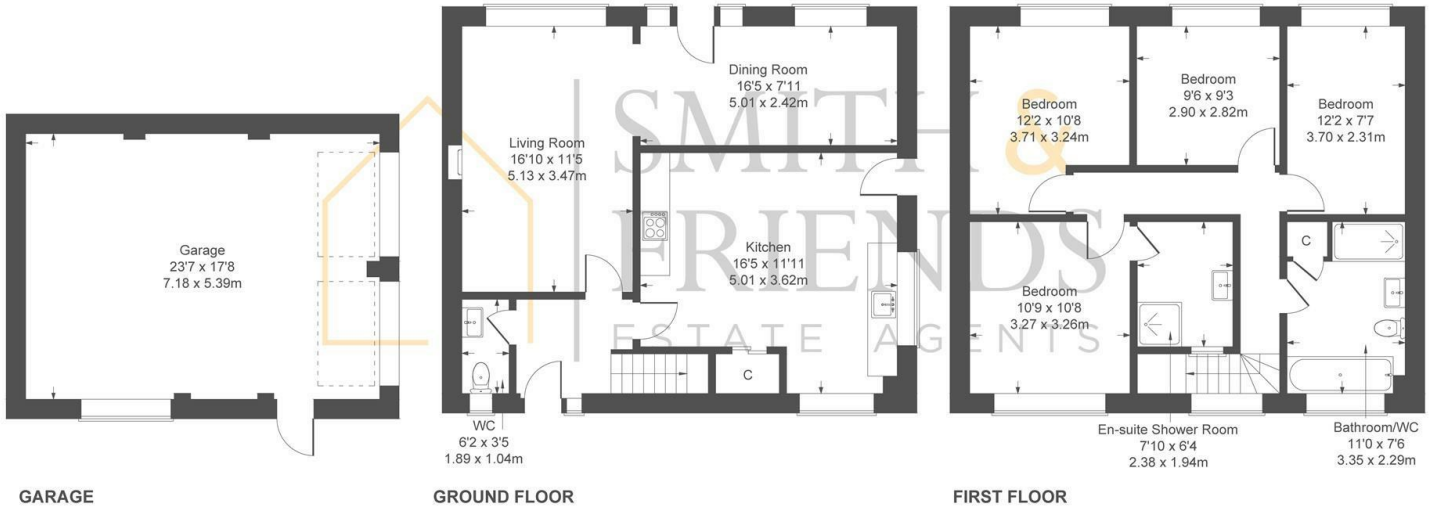 Garage
23'7 x 17'8
7.18 x 5.39m
GARAGE
Living Room
16'10 x 11'5
5.13 x 3.47m
Dining Room
16'5 x 7'11
5.01 x 2.42m
Kitchen
16'5 x 11'11
5.01 x 3.62m
C
WC
6'2 x 3'5
1.89 x 1.04m
GROUND FLOOR
Bedroom
12'2 x 10'8
3.71 x 3.24m
Bedroom
9'6 x 9'3
2.90 x 2.82m
Bedroom
12'2 x 7'7
3.70 x 2.31m
Bedroom
10'9 x 10'8
3.27 x 3.26m
C
En-suite Shower Room
7'10 x 6'4
2.38 x 1.94m
Bathroom/WC
11'0 x 7'6
3.35 x 2.29m
FIRST FLOOR
SMITH &
FRIENDS
ESTATE AGENTS